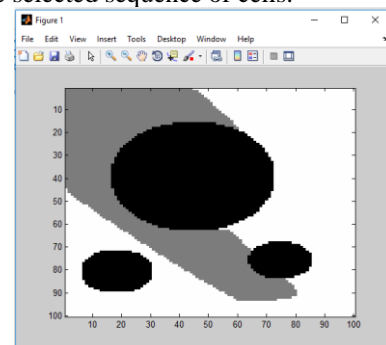 e selected sequence of cells.
Figure 1
File Edit View Insert Tools Desktop Window Help
10
20
30
40
50
60
70
80
90
100
10 20 30 40 50 60 70 80 90 100